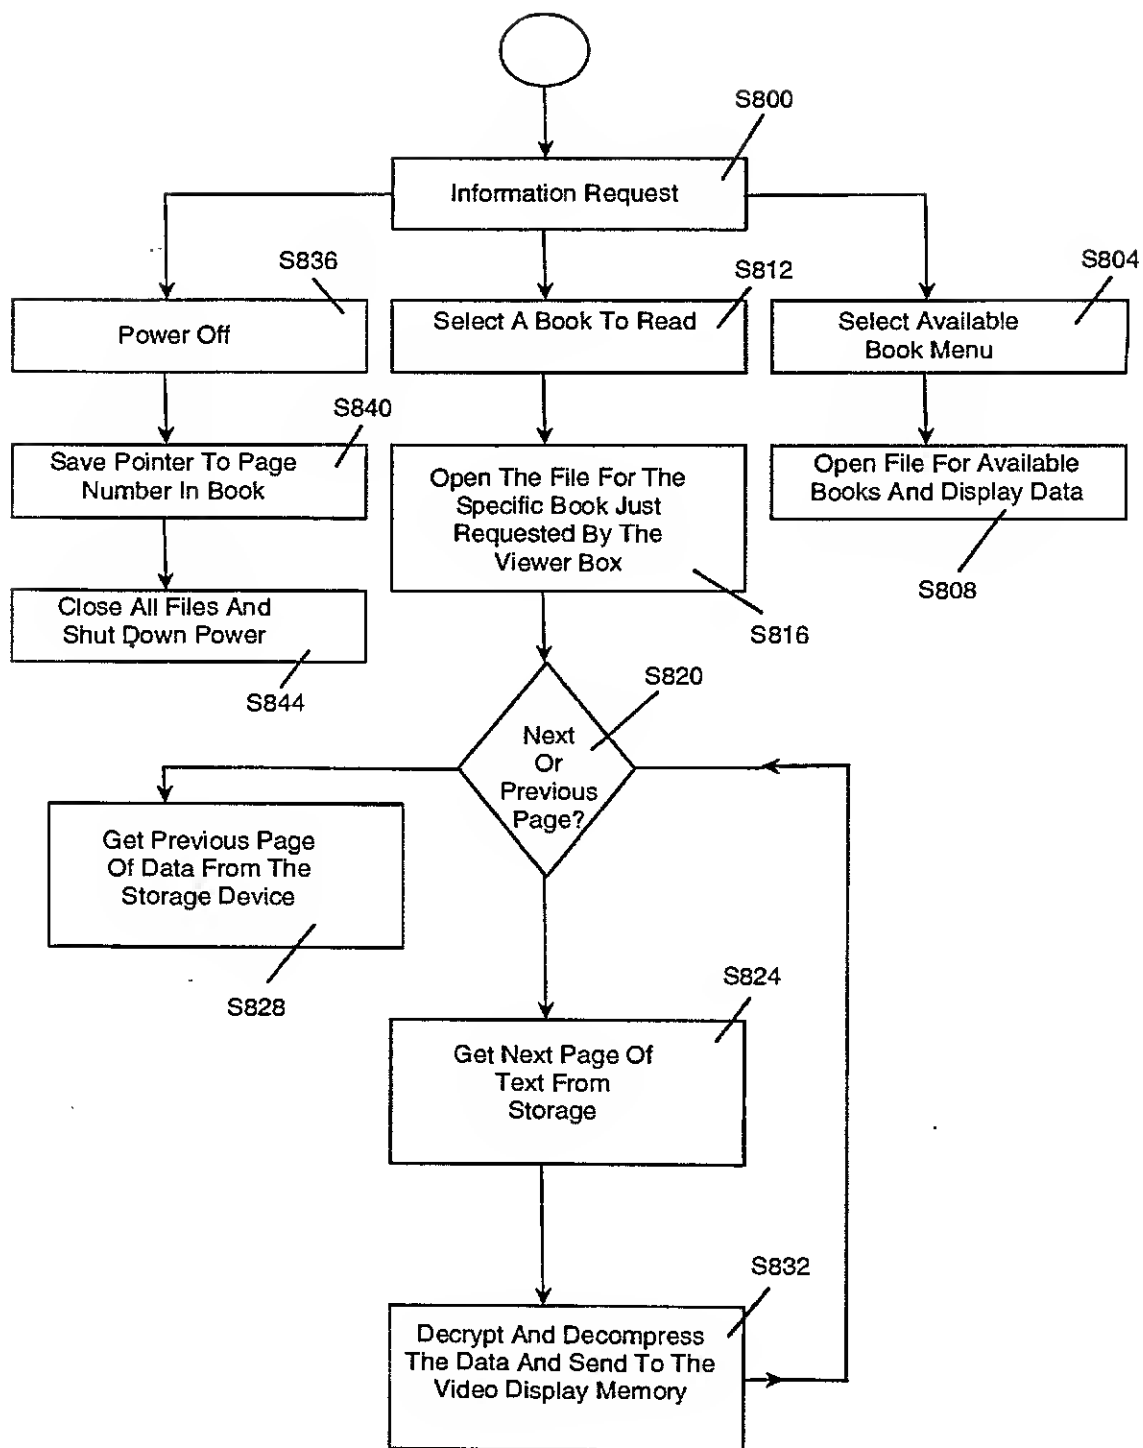 S800
Information Request
S836
S812
S804
Power Off
Select A Book To Read
Select Available
Book Menu
S840
Save Pointer To Page
Number In Book
Open The File For The
Specific Book Just
Requested By The
Viewer Box
Open File For Available
Books And Display Data
S808
Close All Files And
Shut Down Power
S816
S844
S820
Next
Or
Previous
Page?
Get Previous Page
Of Data From The
Storage Device
S828
S824
Get Next Page Of
Text From
Storage
S832
Decrypt And Decompress
The Data And Send To The
Video Display Memory